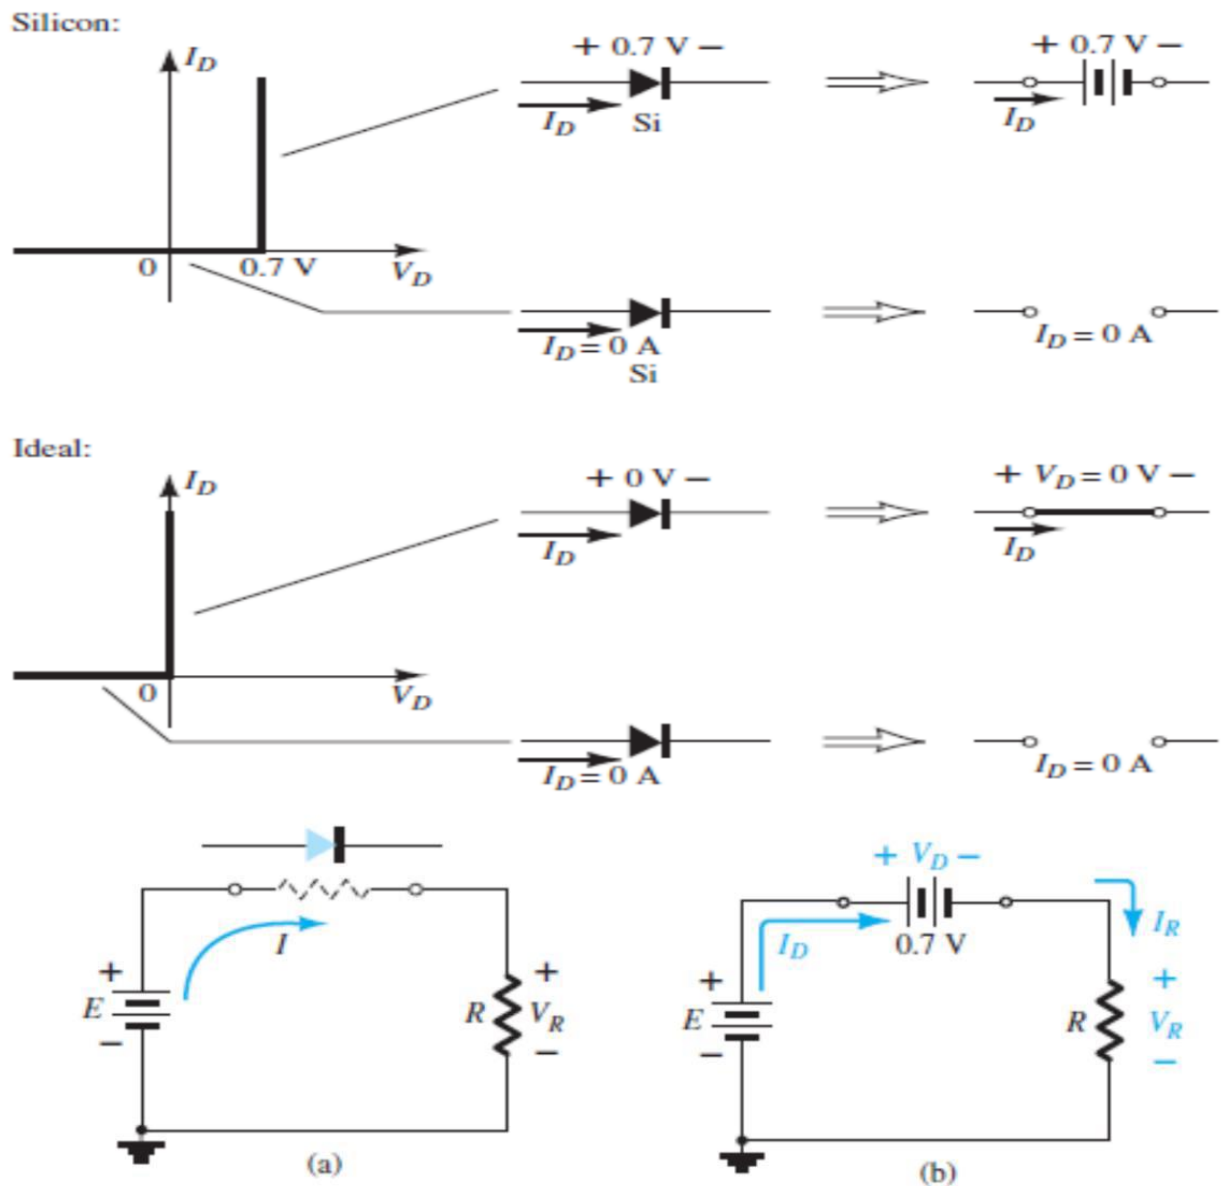 Silicon:
I_D
+ 0.7 V −
I_D
Si
+ 0.7 V −
I_D
0
0.7 V
V_D
I_D = 0 A
Si
I_D = 0 A
Ideal:
I_D
+ 0 V −
I_D
+ V_D = 0 V −
I_D
0
V_D
I_D = 0 A
I_D = 0 A
I
+
E
−
R
+
V_R
−
(a)
+ V_D −
I_D
0.7 V
I_R
+
E
−
R
+
V_R
−
(b)